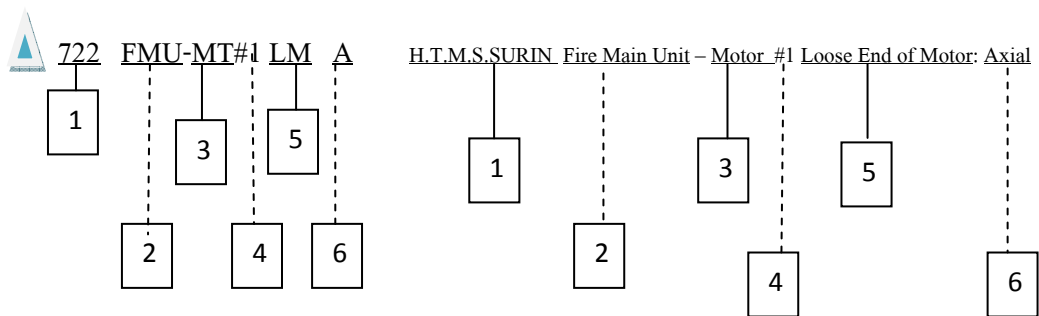 722 FMU-MT#1 LM A H.T.M.S.SURIN Fire Main Unit – Motor #1 Loose End of Motor: Axial
1 3 5 1 3 5
2 4 6 2 4 6